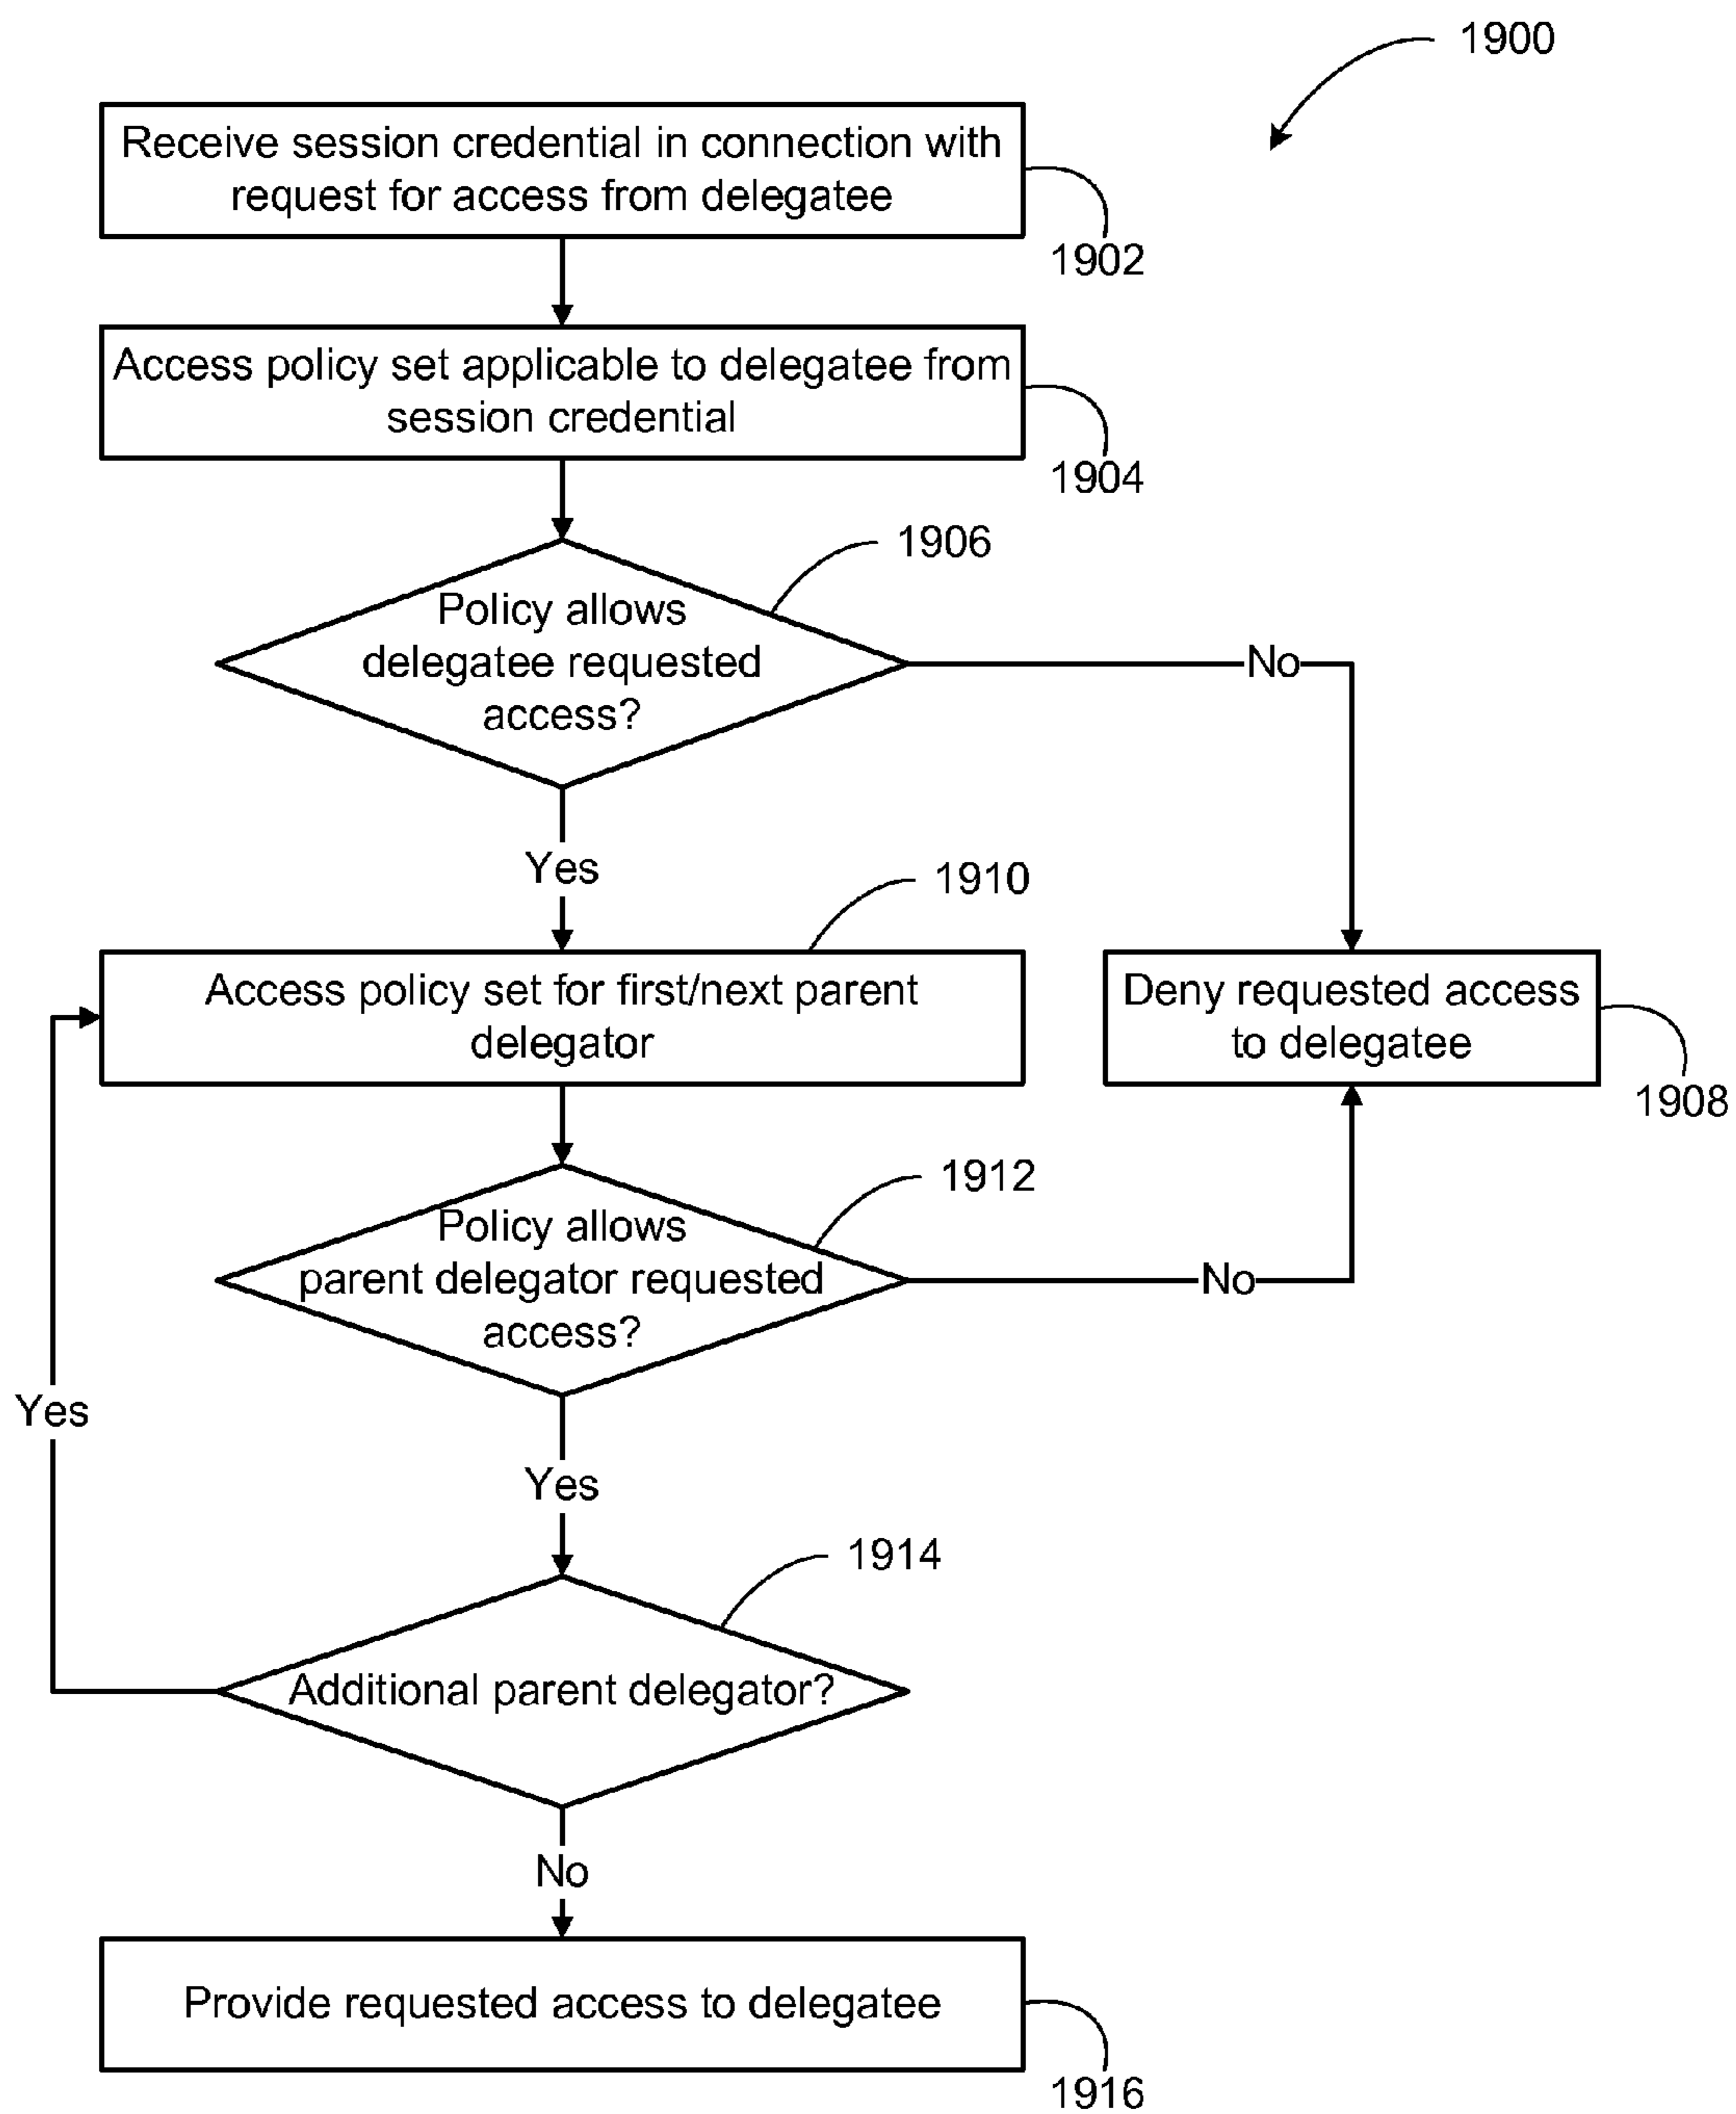 1900
Receive session credential in connection with
request for access from delegatee
1902
Access policy set applicable to delegatee from
session credential
1904
1906
Policy allows
delegatee requested
access?
No
Yes
1910
Access policy set for first/next parent
delegator
Deny requested access
to delegatee
1908
1912
Policy allows
parent delegator requested
access?
No
Yes
Yes
1914
Additional parent delegator?
No
Provide requested access to delegatee
1916